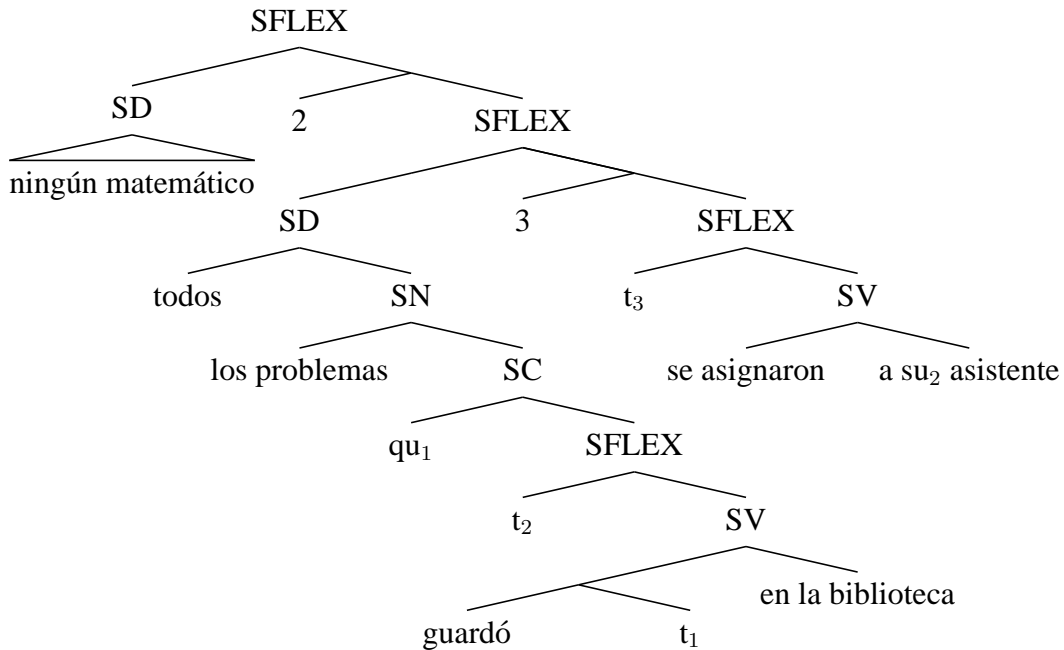 SFLEX
SD 2 SFLEX
ningún matemático
SD 3 SFLEX
todos SN t₃ SV
los problemas SC se asignaron a su₂ asistente
qu₁ SFLEX
t₂ SV
guardó t₁ en la biblioteca